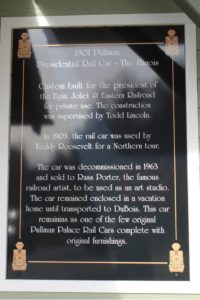 1901 Pullman
Presidential Rail Car - The Illinois
Custom built for the president of
the Elgin, Joliet & Eastern Railroad
for private use. The construction
was supervised by Todd Lincoln.
In 1903, the rail car was used by
Teddy Roosevelt for a Northern tour.
The car was decommissioned in 1963
and sold to Russ Porter, the famous
railroad artist, to be used as an art studio.
The car remained enclosed in a vacation
home until transported to DuBois. This car
remains as one of the few original
Pullman Palace Rail Cars complete with
original furnishings.